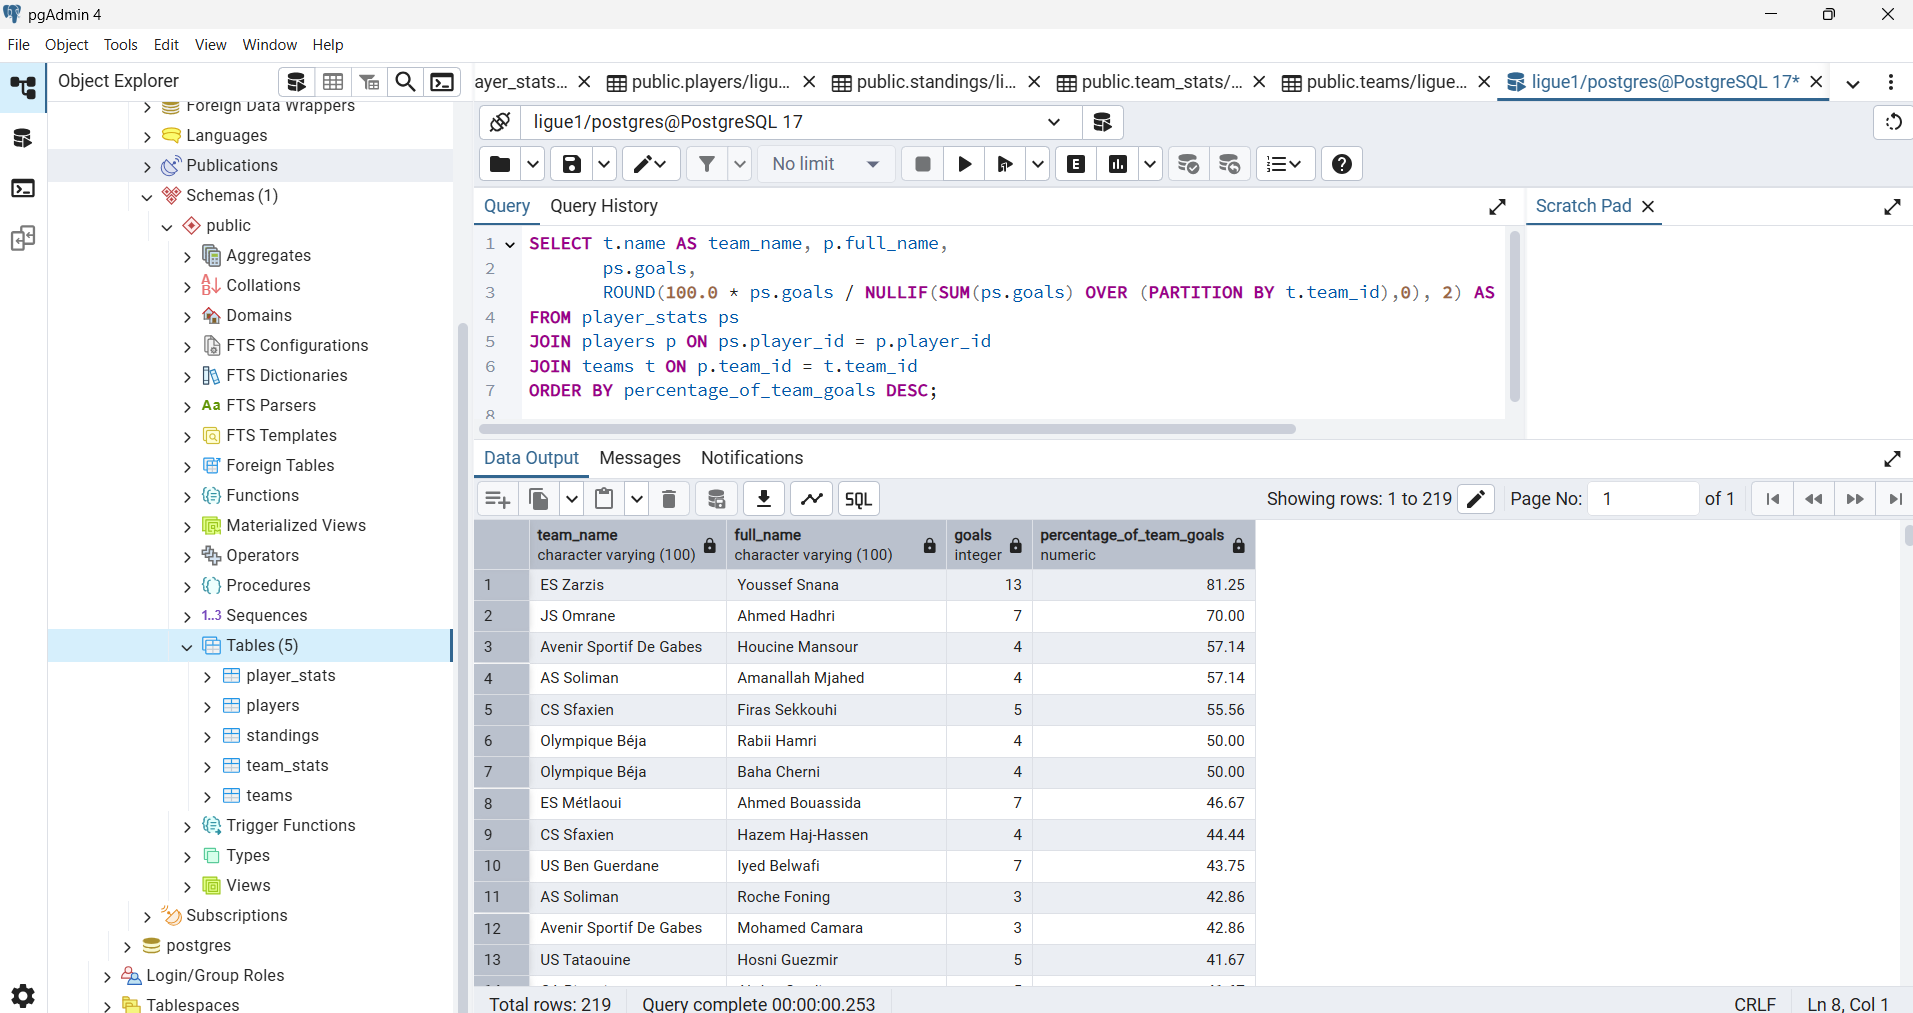 pgAdmin 4
File Object Tools Edit View Window Help
Object Explorer
ayer_stats... public.players/ligu... public.standings/li... public.team_stats/... public.teams/ligue... ligue1/postgres@PostgreSQL 17*
Foreign Data Wrappers
Languages
Publications
Schemas (1)
public
Aggregates
Collations
Domains
FTS Configurations
FTS Dictionaries
Aa FTS Parsers
FTS Templates
Foreign Tables
Functions
Materialized Views
Operators
Procedures
1..3 Sequences
Tables (5)
player_stats
players
standings
team_stats
teams
Trigger Functions
Types
Views
Subscriptions
postgres
Login/Group Roles
Tablespaces
ligue1/postgres@PostgreSQL 17
No limit
E
Query Query History
Scratch Pad
1 SELECT t.name AS team_name, p.full_name,
2 ps.goals,
3 ROUND(100.0 * ps.goals / NULLIF(SUM(ps.goals) OVER (PARTITION BY t.team_id),0), 2) AS
4 FROM player_stats ps
5 JOIN players p ON ps.player_id = p.player_id
6 JOIN teams t ON p.team_id = t.team_id
7 ORDER BY percentage_of_team_goals DESC;
8
Data Output Messages Notifications
SQL
Showing rows: 1 to 219 Page No: 1 of 1
team_name full_name goals percentage_of_team_goals
character varying (100) character varying (100) integer numeric
1 ES Zarzis Youssef Snana 13 81.25
2 JS Omrane Ahmed Hadhri 7 70.00
3 Avenir Sportif De Gabes Houcine Mansour 4 57.14
4 AS Soliman Amanallah Mjahed 4 57.14
5 CS Sfaxien Firas Sekkouhi 5 55.56
6 Olympique Béja Rabii Hamri 4 50.00
7 Olympique Béja Baha Cherni 4 50.00
8 ES Métlaoui Ahmed Bouassida 7 46.67
9 CS Sfaxien Hazem Haj-Hassen 4 44.44
10 US Ben Guerdane Iyed Belwafi 7 43.75
11 AS Soliman Roche Foning 3 42.86
12 Avenir Sportif De Gabes Mohamed Camara 3 42.86
13 US Tataouine Hosni Guezmir 5 41.67
Total rows: 219 Query complete 00:00:00.253 CRLF Ln 8, Col 1